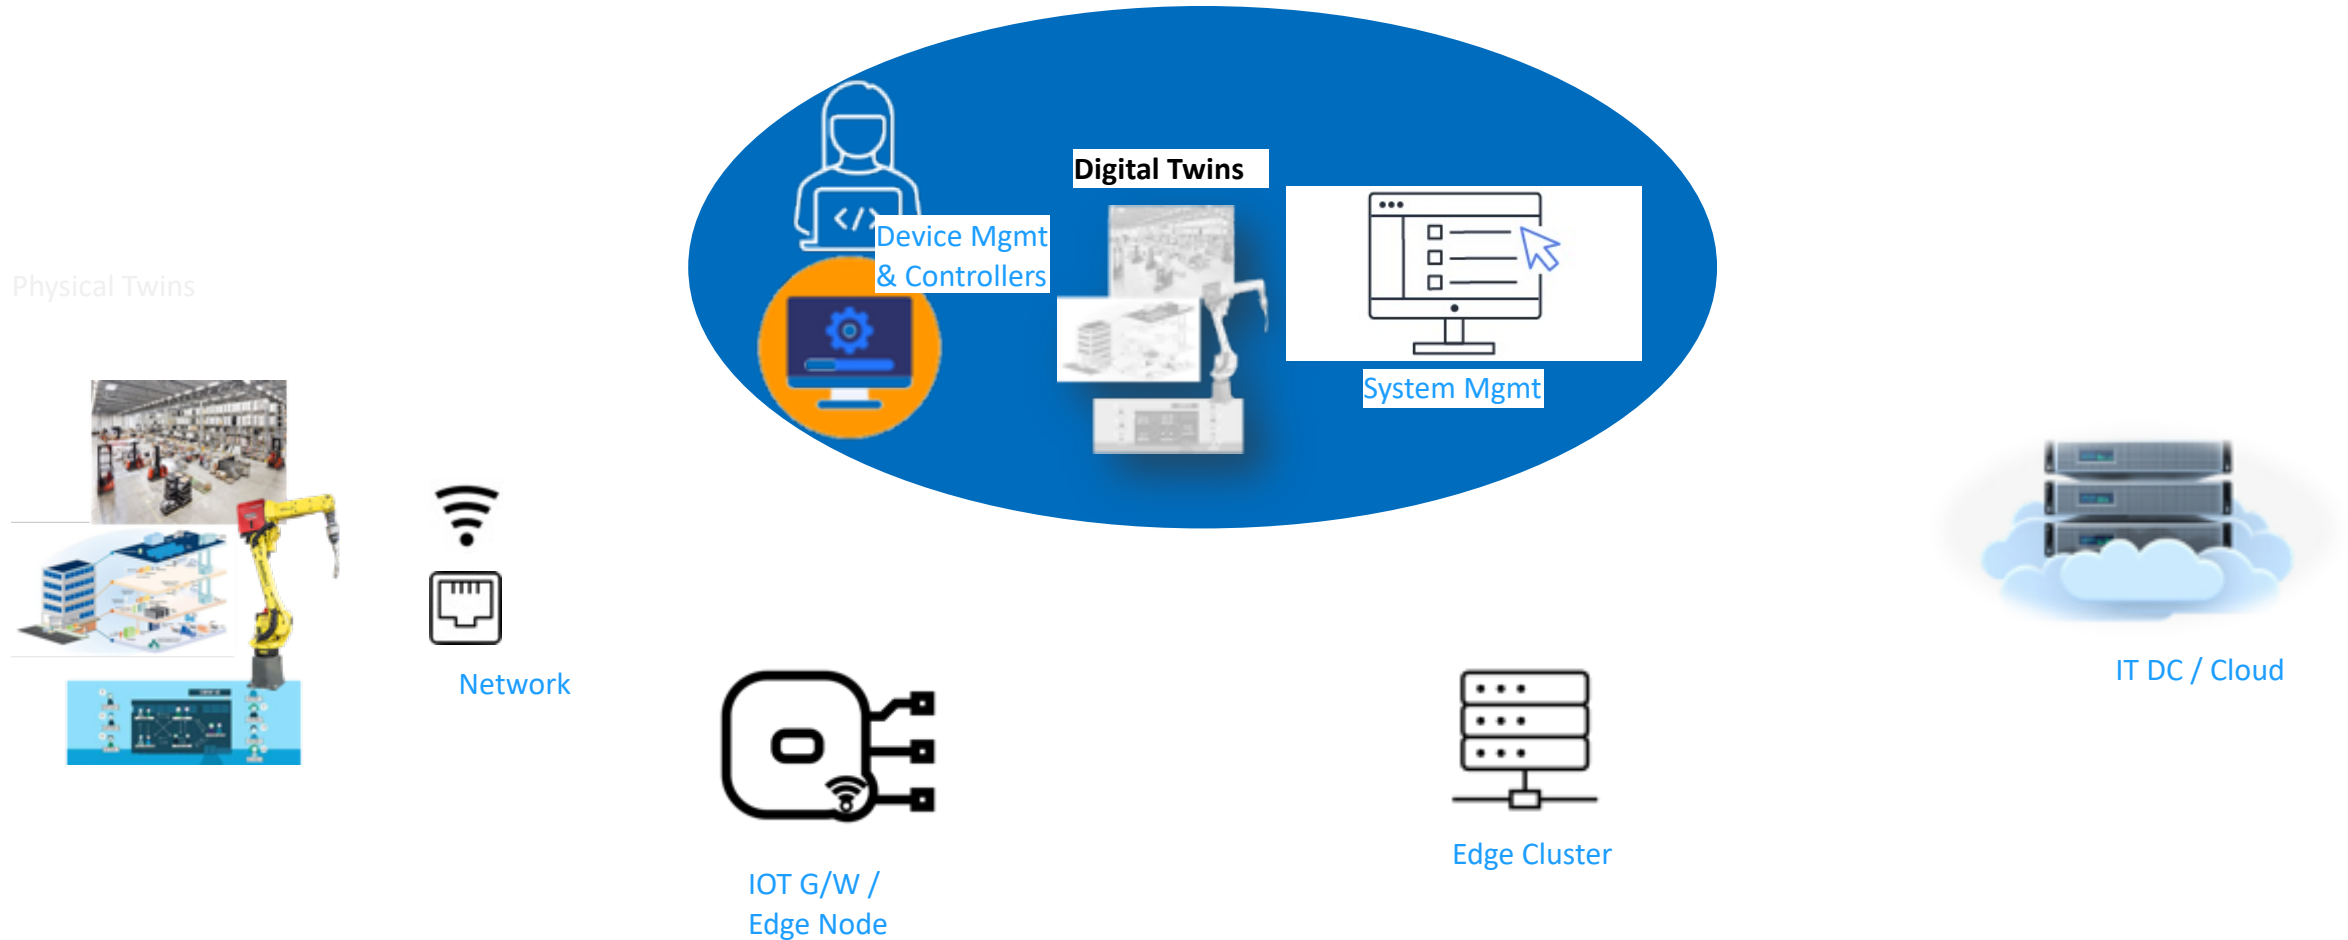 Digital Twins
</>
Device Mgmt
& Controllers
Physical Twins
System Mgmt
Network
IT DC / Cloud
Edge Cluster
IOT G/W /
Edge Node